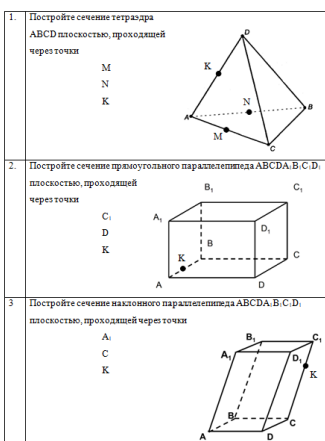 1. Постройте сечение тетраэдра
ABCD плоскостью, проходящей
через точки
M
N
K
D
K
N
A
B
M
C
2. Постройте сечение прямоугольного параллелепипеда ABCDA₁B₁C₁D₁
плоскостью, проходящей
через точки
C₁
D
K
B₁
C₁
A₁
D₁
B
K
C
A
D
3 Постройте сечение наклонного параллелепипеда ABCDA₁B₁C₁D₁
плоскостью, проходящей через точки
A₁
C
K
B₁
C₁
A₁
D₁
K
B
C
A
D